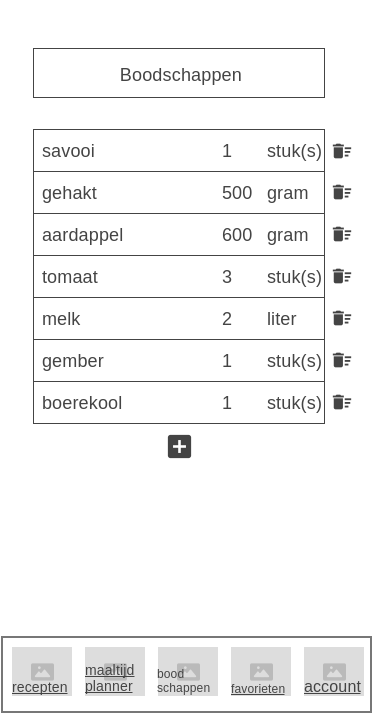 Boodschappen
savooi 1 stuk(s)
gehakt 500 gram
aardappel 600 gram
tomaat 3 stuk(s)
melk 2 liter
gember 1 stuk(s)
boerekool 1 stuk(s)
recepten
maaltijd
planner
bood
schappen
favorieten
account